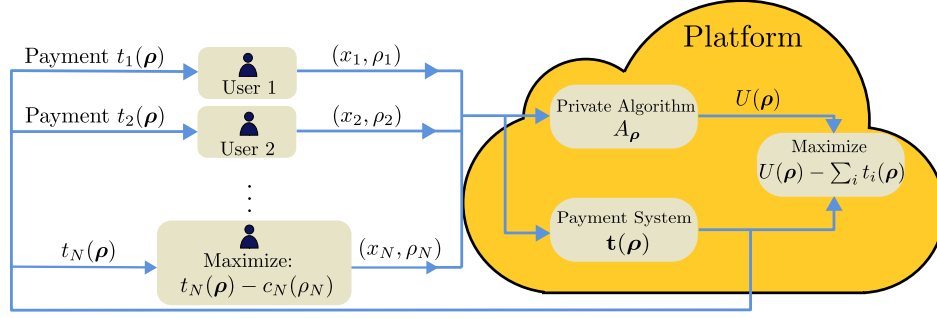 Platform
Payment t₁(𝝆)
User 1
(x₁, ρ₁)
Payment t₂(𝝆)
User 2
(x₂, ρ₂)
⋮
t_N(𝝆)
Maximize:
t_N(𝝆) − c_N(ρ_N)
(x_N, ρ_N)
Private Algorithm
A_𝝆
U(𝝆)
Maximize
U(𝝆) − ∑ᵢ tᵢ(𝝆)
Payment System
𝐭(𝝆)